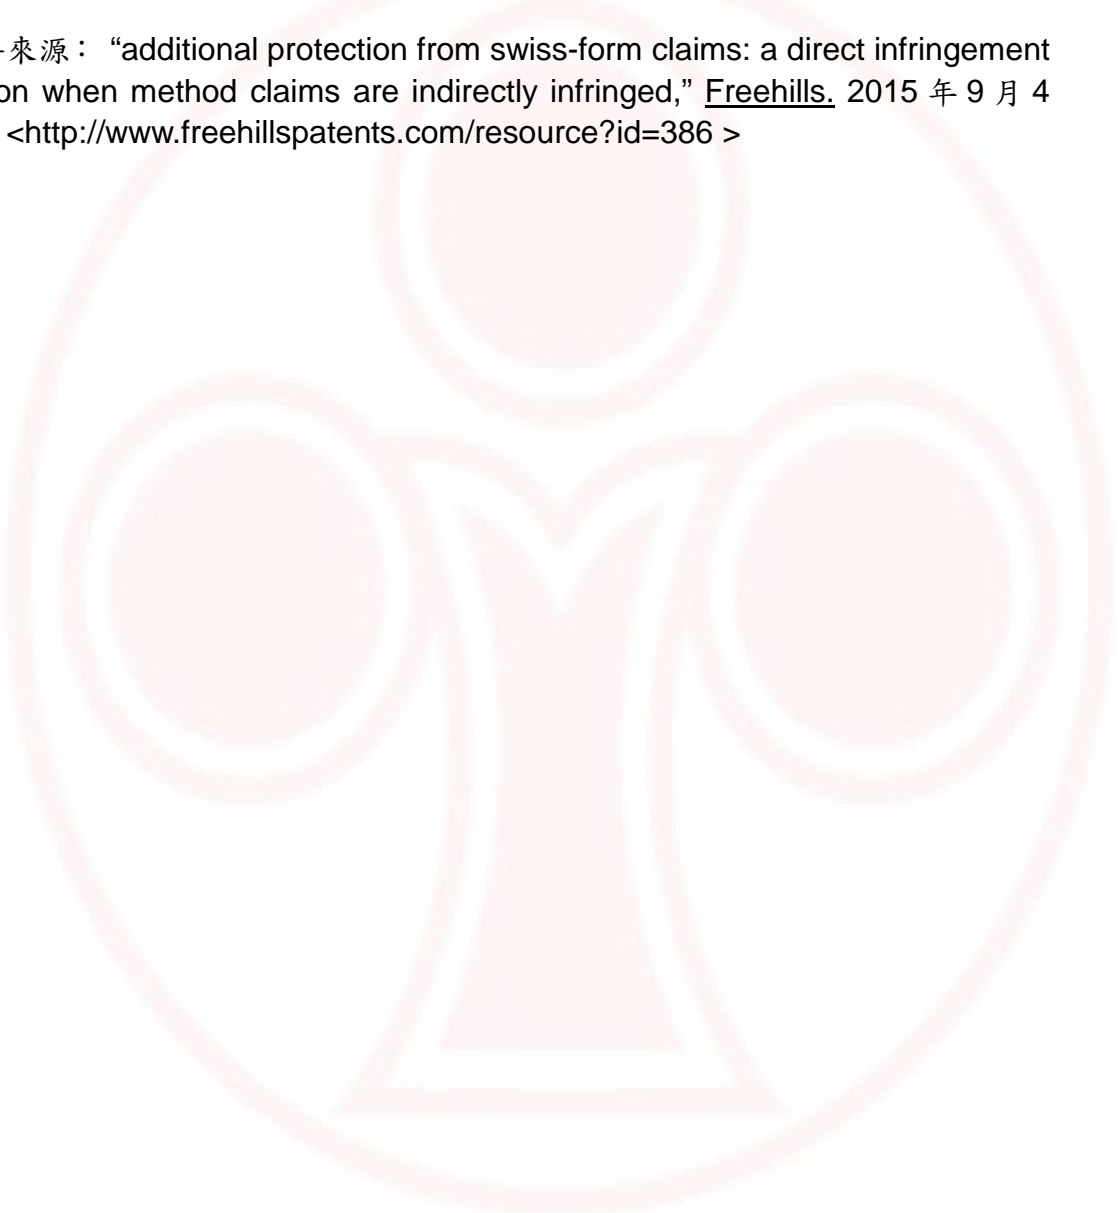 來源： “additional protection from swiss-form claims: a direct infringement
on when method claims are indirectly infringed,” Freehills. 2015 年 9 月 4
<http://www.freehillspatents.com/resource?id=386 >